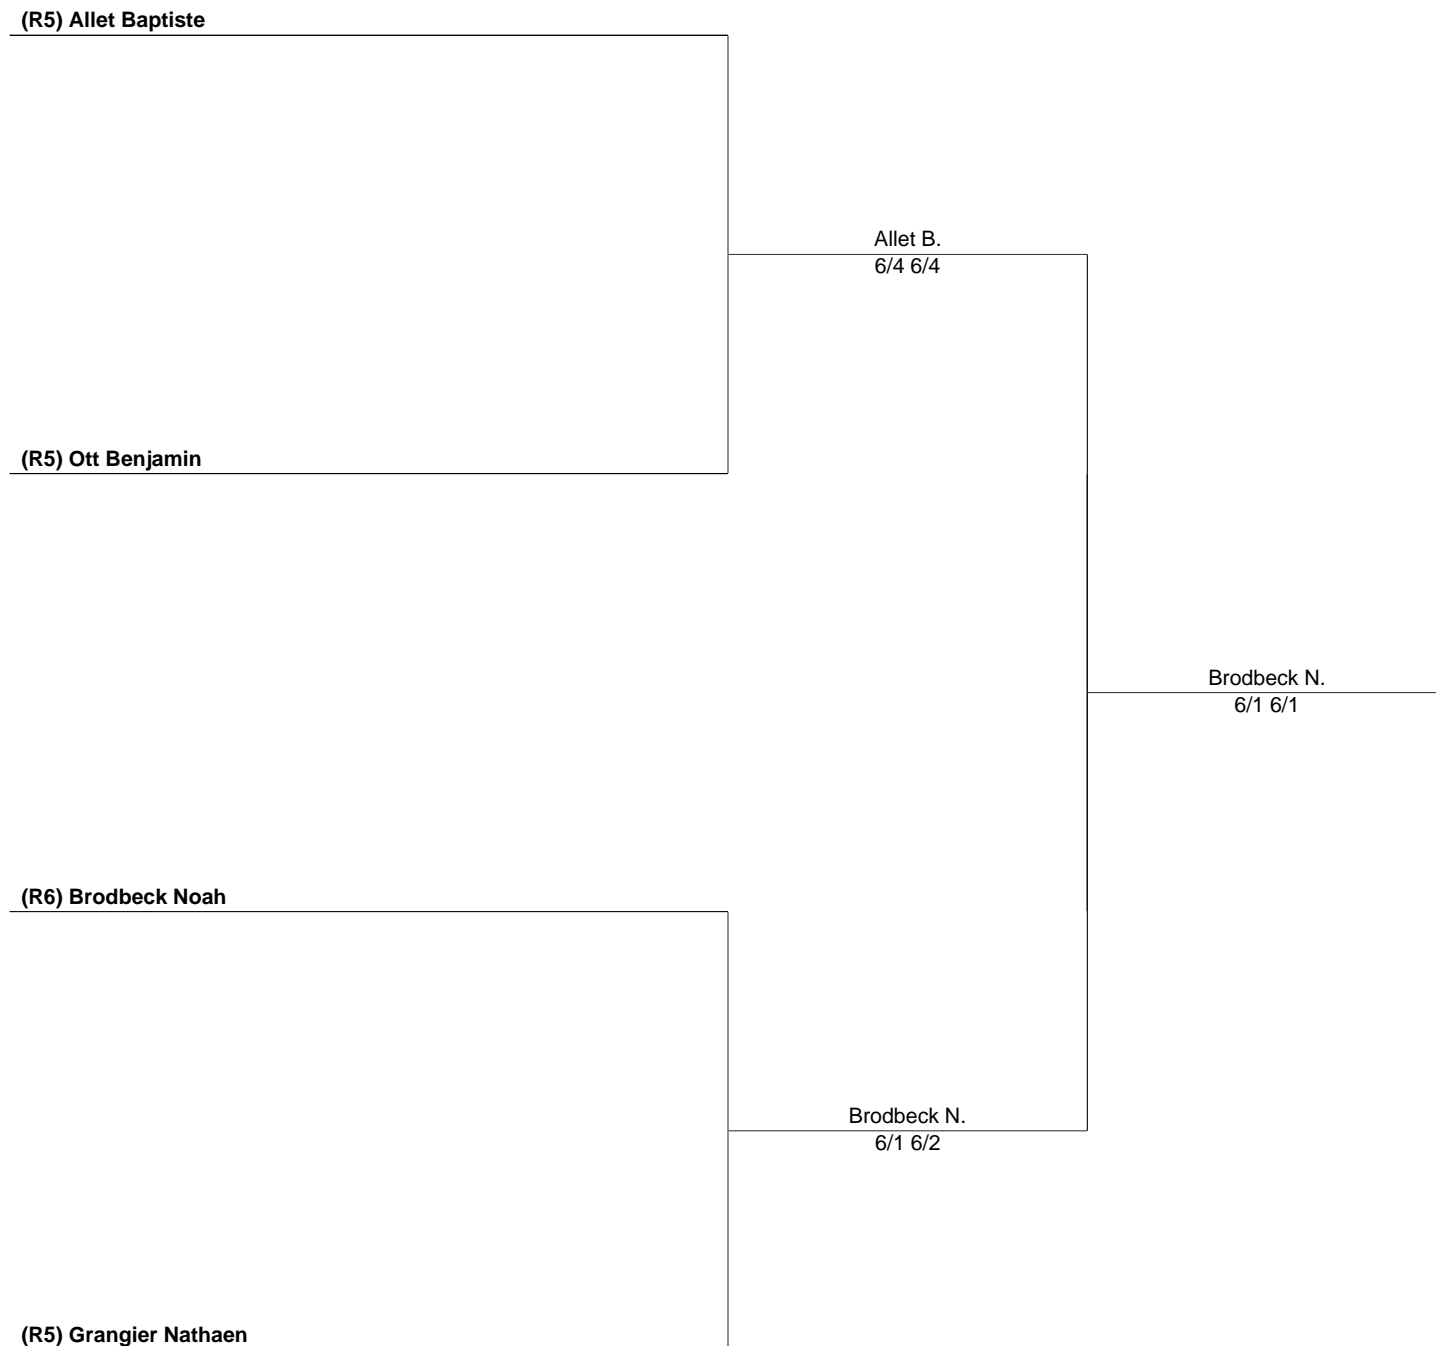 (R5) Allet Baptiste
Allet B.
6/4 6/4
(R5) Ott Benjamin
Brodbeck N.
6/1 6/1
(R6) Brodbeck Noah
Brodbeck N.
6/1 6/2
(R5) Grangier Nathaen